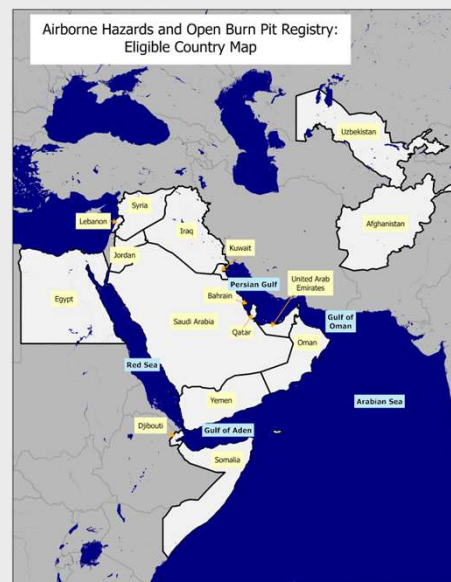 Airborne Hazards and Open Burn Pit Registry:
Eligible Country Map
Uzbekistan
Syria
Lebanon
Iraq
Afghanistan
Jordan
Kuwait
Persian Gulf
United Arab
Emirates
Egypt
Bahrain
Saudi Arabia
Qatar
Gulf of
Oman
Oman
Red Sea
Yemen
Arabian Sea
Djibouti
Gulf of Aden
Somalia